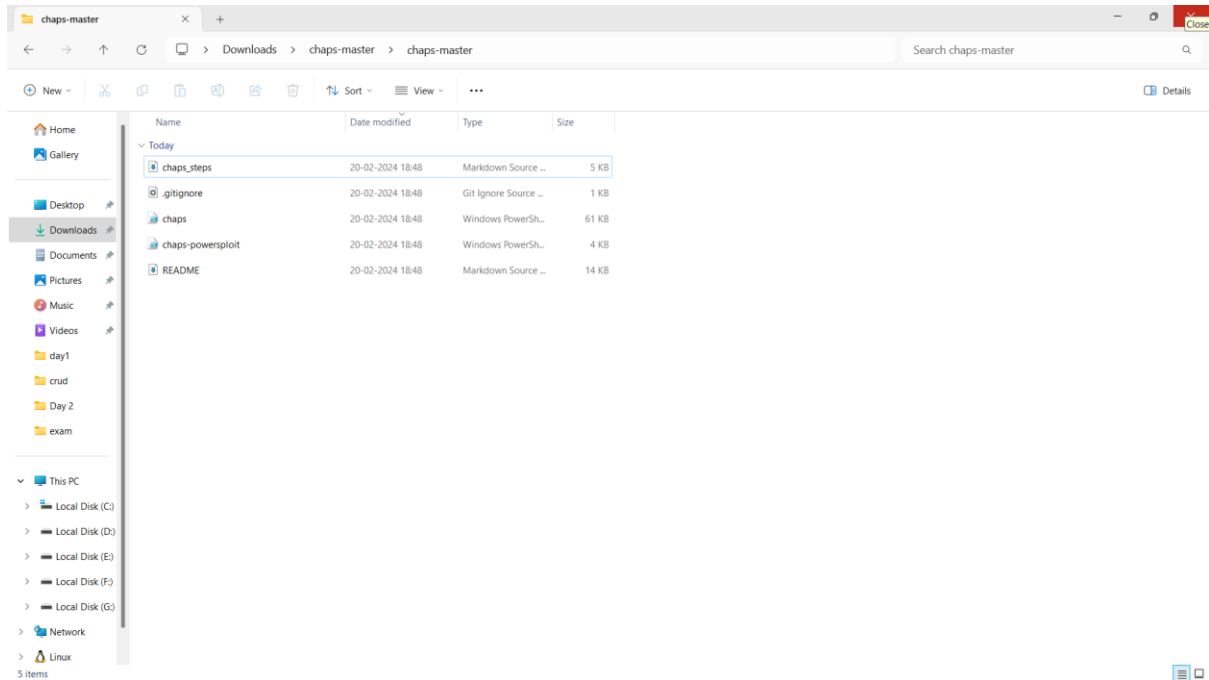 chaps-master
Close
Downloads > chaps-master > chaps-master
Search chaps-master
New
Sort
View
Details
Name Date modified Type Size
Today
chaps_steps 20-02-2024 18:48 Markdown Source ... 5 KB
.gitignore 20-02-2024 18:48 Git Ignore Source ... 1 KB
chaps 20-02-2024 18:48 Windows PowerSh... 61 KB
chaps-powersploit 20-02-2024 18:48 Windows PowerSh... 4 KB
README 20-02-2024 18:48 Markdown Source ... 14 KB
Home
Gallery
Desktop
Downloads
Documents
Pictures
Music
Videos
day1
crud
Day 2
exam
This PC
Local Disk (C:)
Local Disk (D:)
Local Disk (E:)
Local Disk (F:)
Local Disk (G:)
Network
Linux
5 items